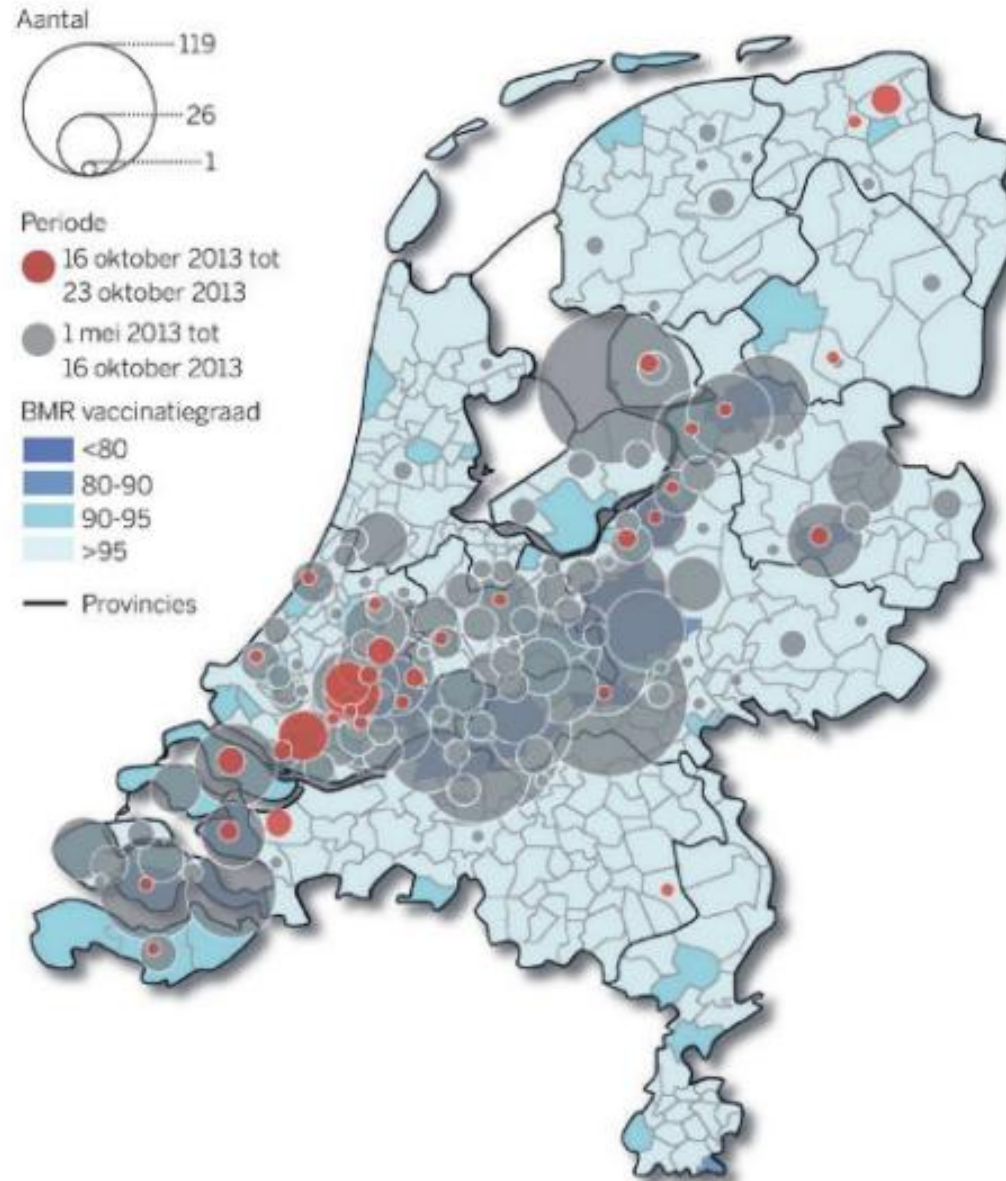 Aantal
119
26
1
Periode
16 oktober 2013 tot
23 oktober 2013
1 mei 2013 tot
16 oktober 2013
BMR vaccinatiegraad
<80
80-90
90-95
>95
Provincies